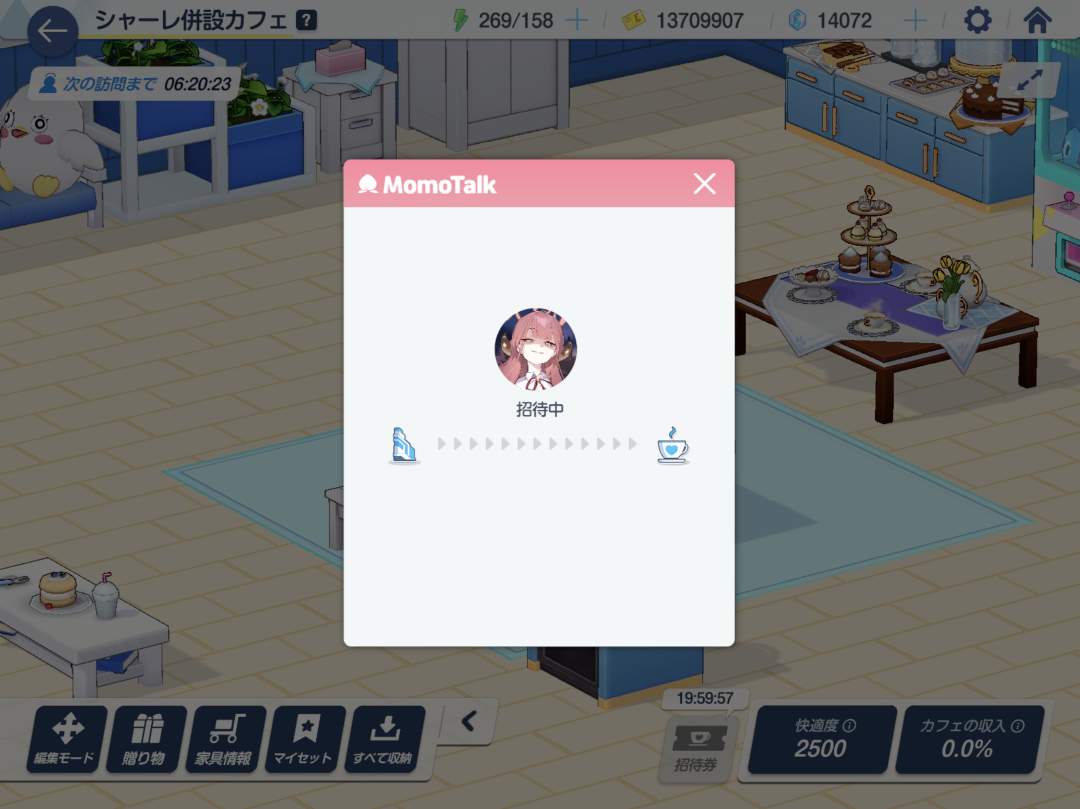 シャーレ併設カフェ ?
269/158
13709907
14072
次の訪問まで 06:20:23
MomoTalk
招待中
編集モード
贈り物
家具情報
マイセット
すべて収納
19:59:57
招待券
快適度
2500
カフェの収入
0.0%